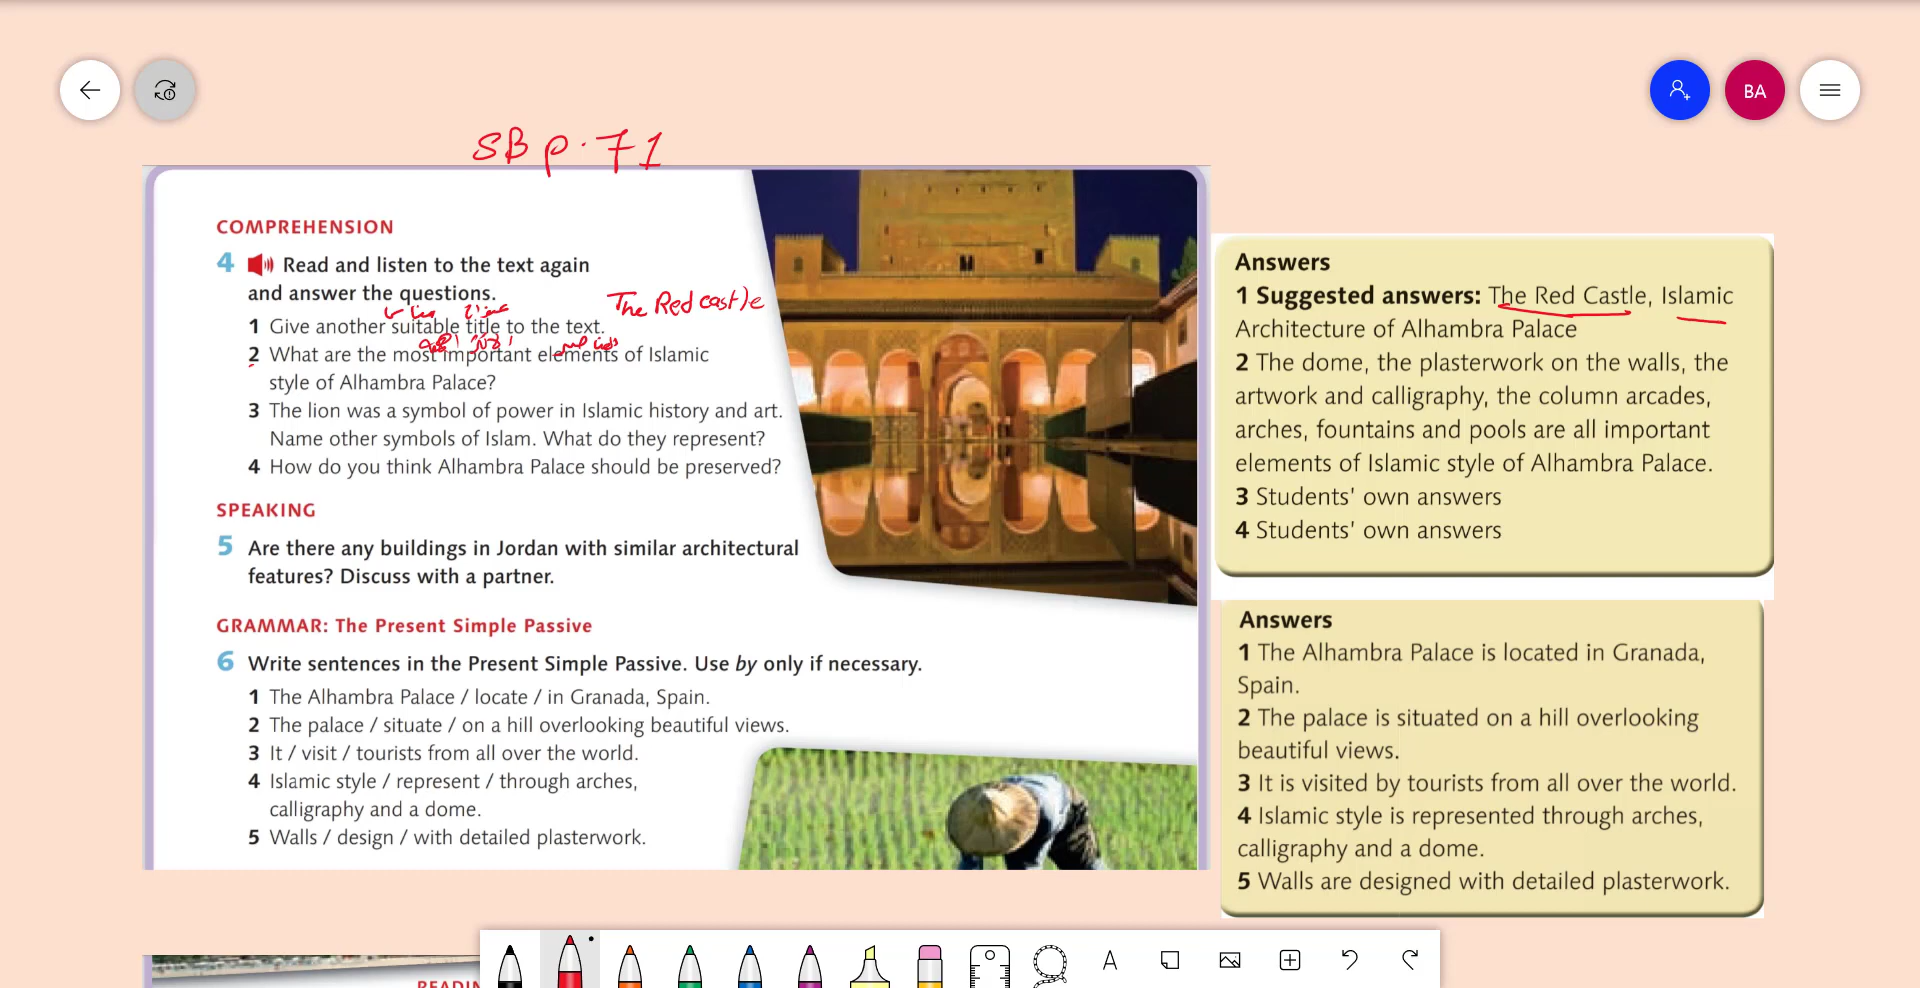 BA
SB p. 71
COMPREHENSION
4 Read and listen to the text again
and answer the questions.
مناسب عنوان
The Red castle
1 Give another suitable title to the text.
2 What are the most important elements of Islamic
style of Alhambra Palace?
3 The lion was a symbol of power in Islamic history and art.
Name other symbols of Islam. What do they represent?
4 How do you think Alhambra Palace should be preserved?
SPEAKING
5 Are there any buildings in Jordan with similar architectural
features? Discuss with a partner.
GRAMMAR: The Present Simple Passive
6 Write sentences in the Present Simple Passive. Use by only if necessary.
1 The Alhambra Palace / locate / in Granada, Spain.
2 The palace / situate / on a hill overlooking beautiful views.
3 It / visit / tourists from all over the world.
4 Islamic style / represent / through arches,
calligraphy and a dome.
5 Walls / design / with detailed plasterwork.
Answers
1 Suggested answers: The Red Castle, Islamic
Architecture of Alhambra Palace
2 The dome, the plasterwork on the walls, the
artwork and calligraphy, the column arcades,
arches, fountains and pools are all important
elements of Islamic style of Alhambra Palace.
3 Students' own answers
4 Students' own answers
Answers
1 The Alhambra Palace is located in Granada,
Spain.
2 The palace is situated on a hill overlooking
beautiful views.
3 It is visited by tourists from all over the world.
4 Islamic style is represented through arches,
calligraphy and a dome.
5 Walls are designed with detailed plasterwork.
A